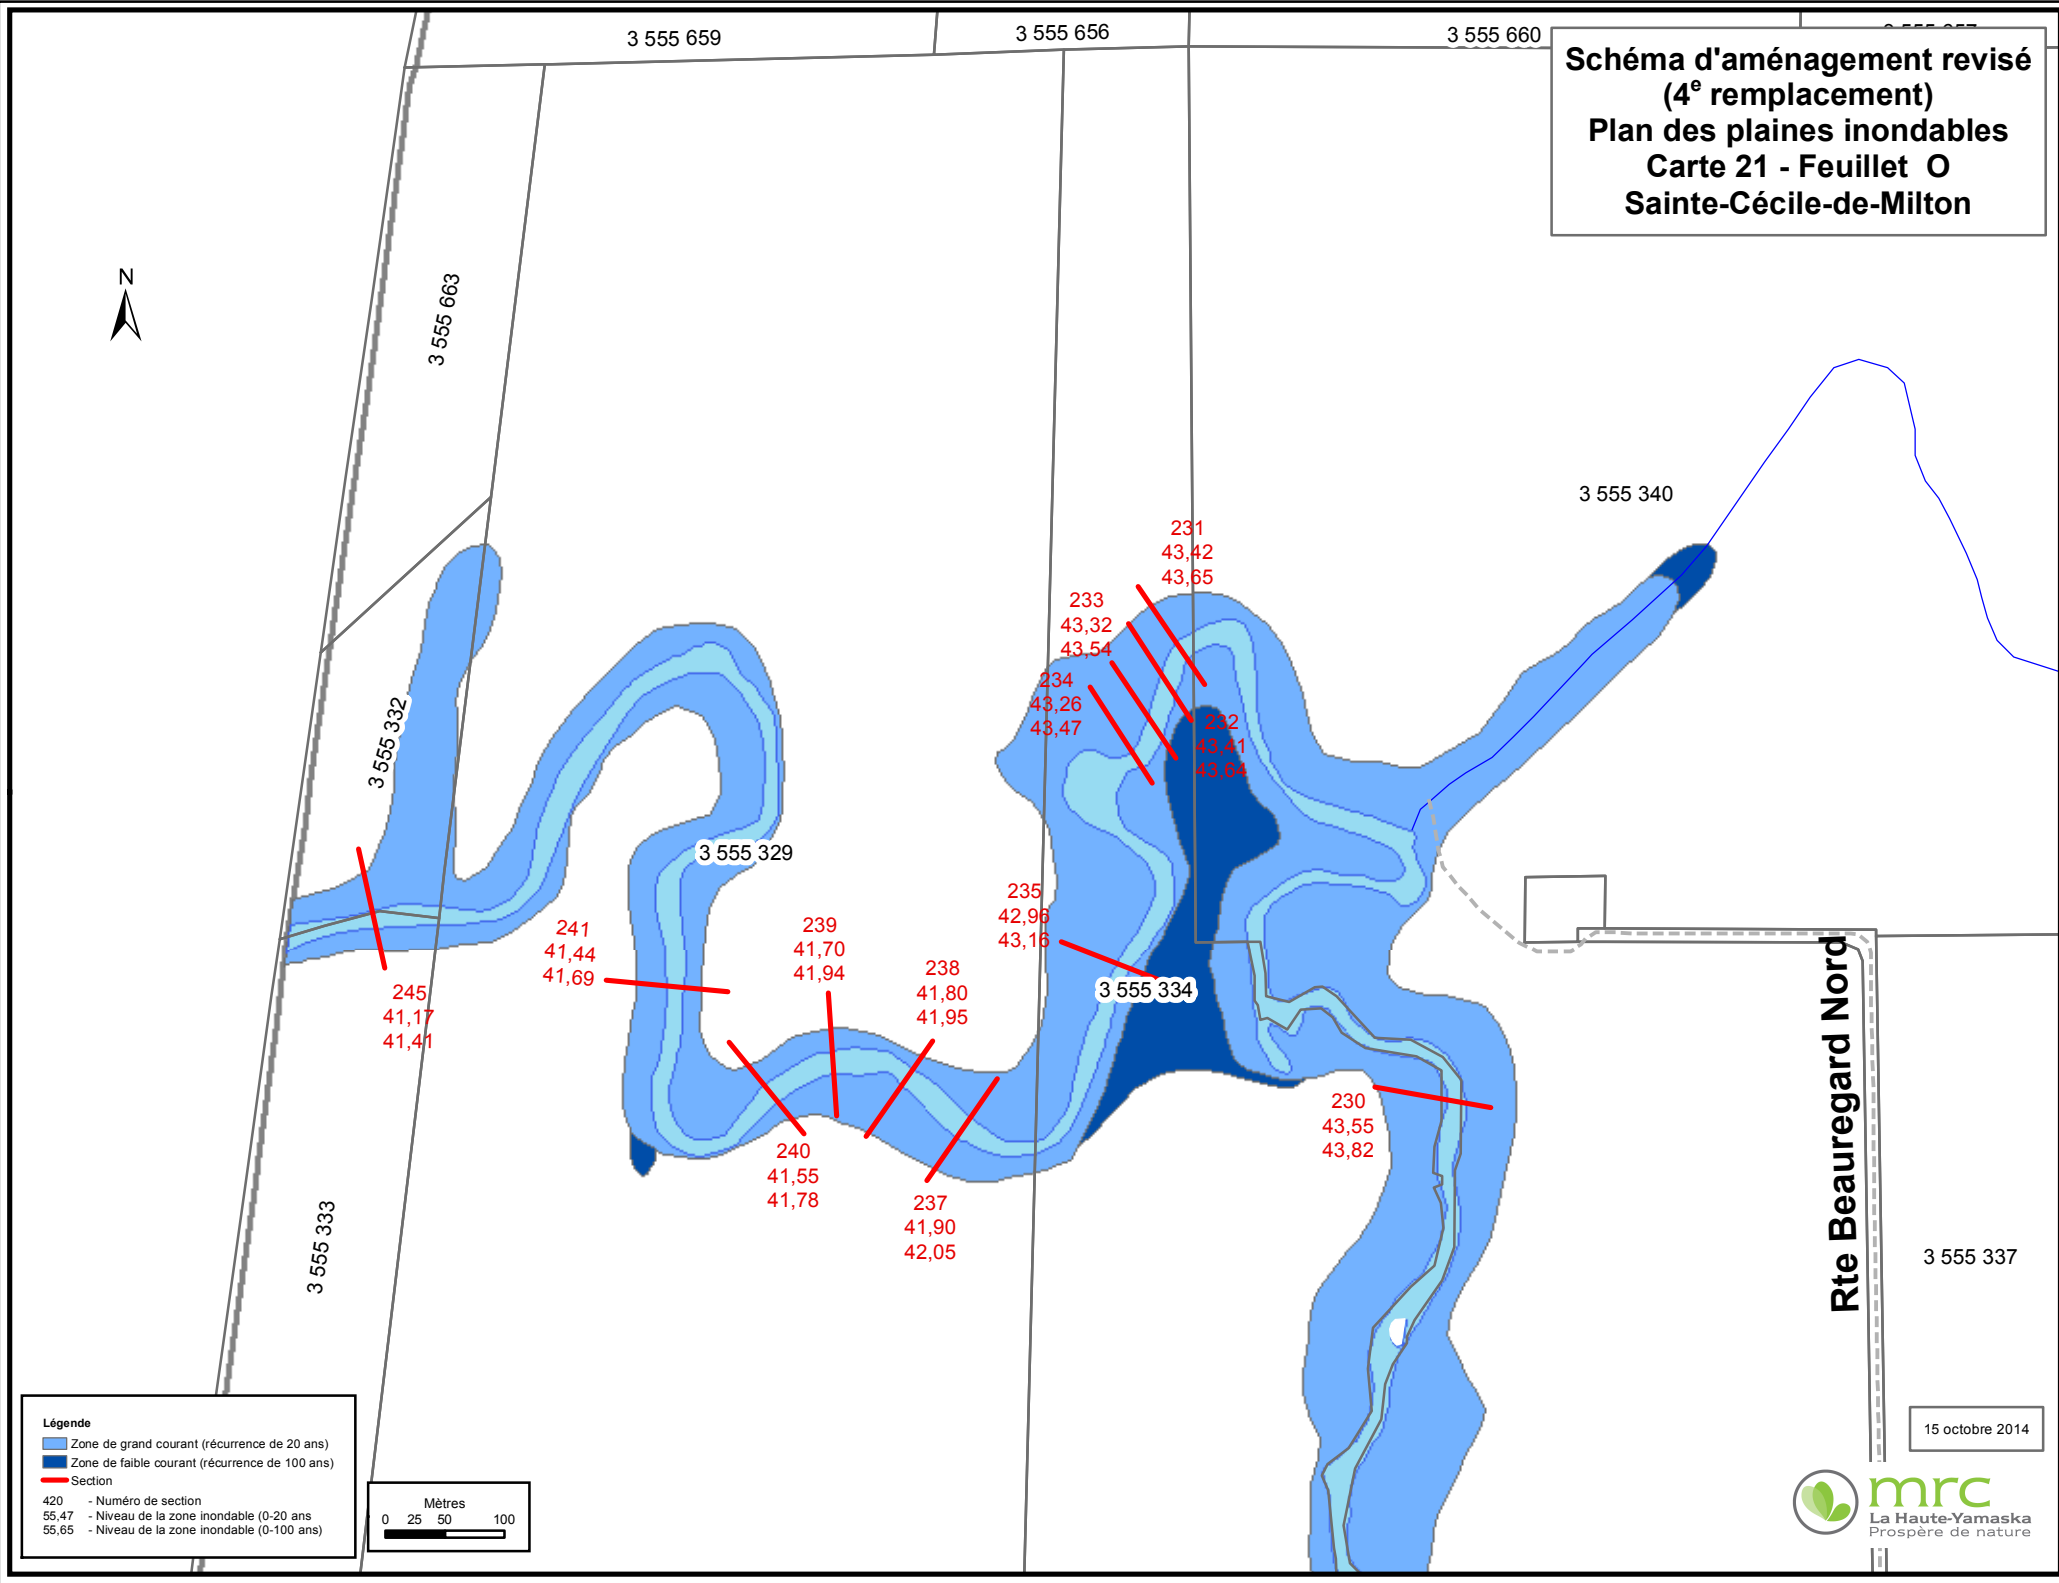 3 555 659
3 555 656
3 555 660
Schéma d'aménagement revisé
(4e remplacement)
Plan des plaines inondables
Carte 21 - Feuillet O
Sainte-Cécile-de-Milton
N
3 555 663
3 555 340
231
43,42
43,65
233
43,32
43,54
234
43,26
43,47
232
43,41
43,64
3 555 332
3 555 329
235
42,96
43,16
3 555 334
241
41,44
41,69
239
41,70
41,94
238
41,80
41,95
245
41,17
41,41
240
41,55
41,78
237
41,90
42,05
230
43,55
43,82
Rte Beauregard Nord
3 555 333
3 555 337
Légende
Zone de grand courant (récurrence de 20 ans)
Zone de faible courant (récurrence de 100 ans)
Section
420 - Numéro de section
55,47 - Niveau de la zone inondable (0-20 ans
55,65 - Niveau de la zone inondable (0-100 ans)
Mètres
0 25 50 100
15 octobre 2014
mrc
La Haute-Yamaska
Prospère de nature